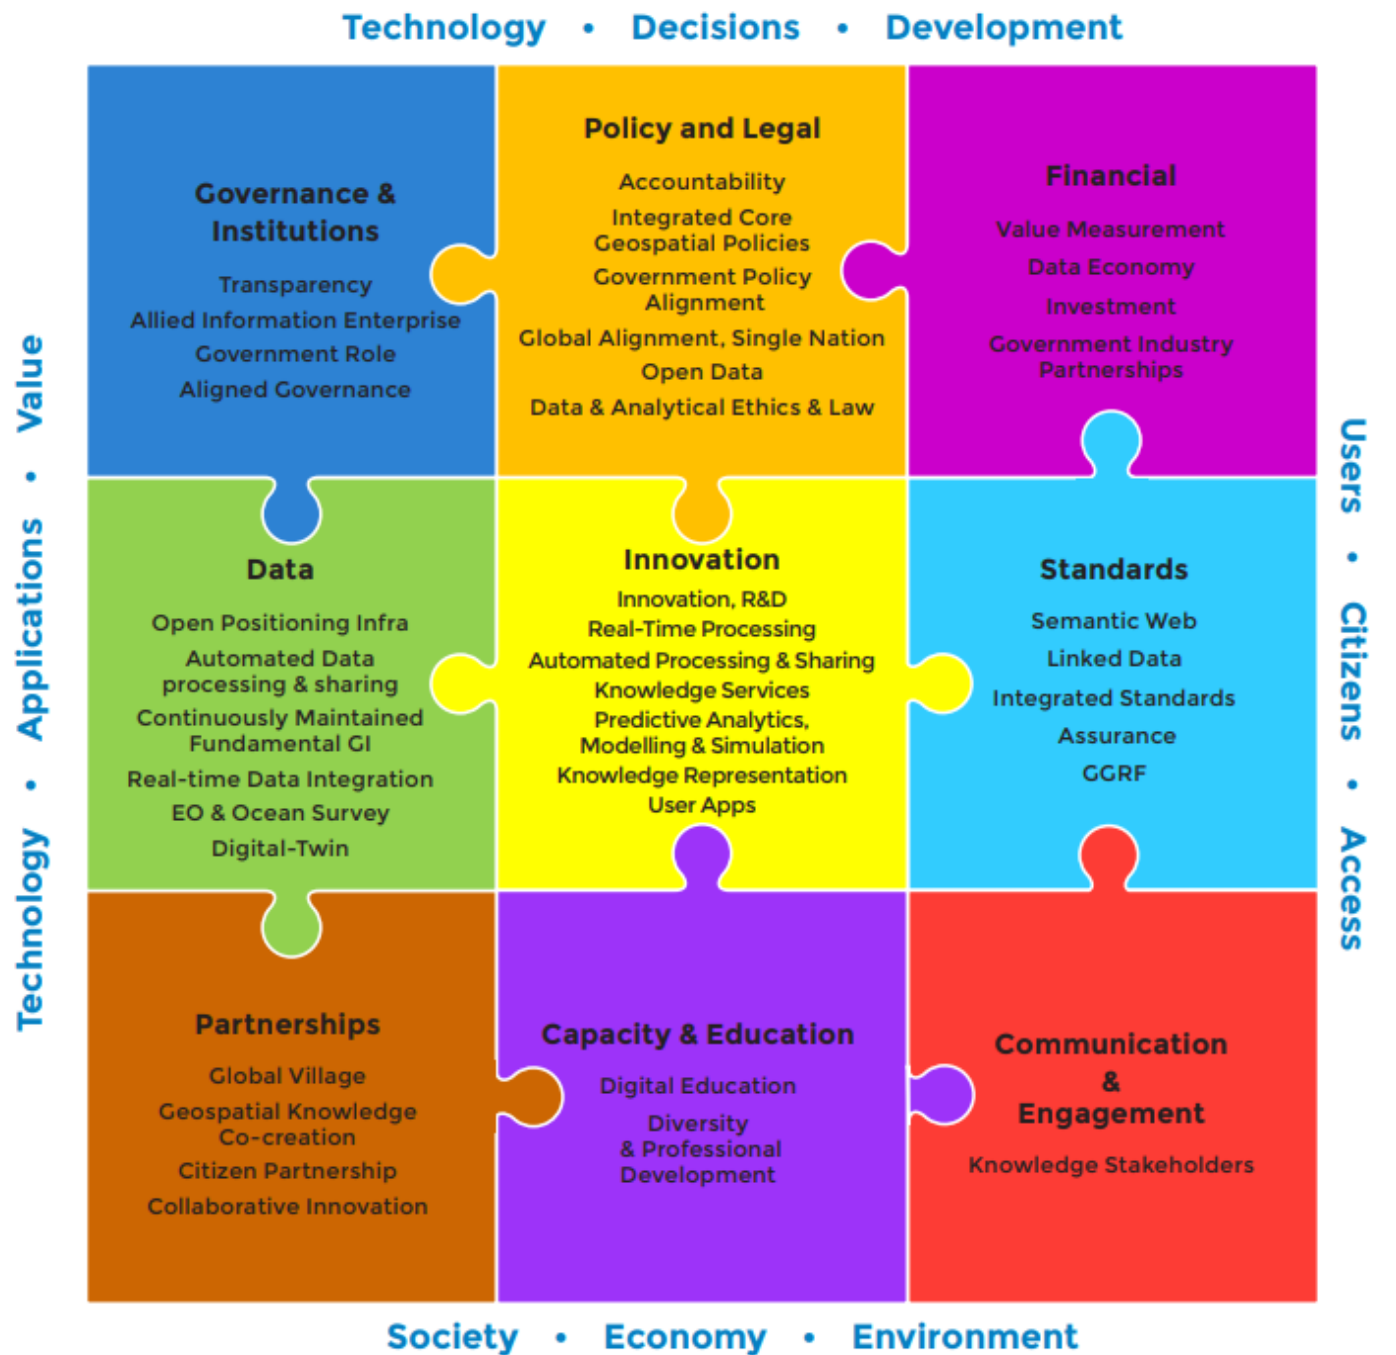 Technology • Decisions • Development
Governance &
Institutions
Transparency
Allied Information Enterprise
Government Role
Aligned Governance
Policy and Legal
Accountability
Integrated Core
Geospatial Policies
Government Policy
Alignment
Global Alignment, Single Nation
Open Data
Data & Analytical Ethics & Law
Financial
Value Measurement
Data Economy
Investment
Government Industry
Partnerships
Technology • Applications • Value
Data
Open Positioning Infra
Automated Data
processing & sharing
Continuously Maintained
Fundamental GI
Real-time Data Integration
EO & Ocean Survey
Digital-Twin
Innovation
Innovation, R&D
Real-Time Processing
Automated Processing & Sharing
Knowledge Services
Predictive Analytics,
Modelling & Simulation
Knowledge Representation
User Apps
Standards
Semantic Web
Linked Data
Integrated Standards
Assurance
GGRF
Users • Citizens • Access
Partnerships
Global Village
Geospatial Knowledge
Co-creation
Citizen Partnership
Collaborative Innovation
Capacity & Education
Digital Education
Diversity
& Professional
Development
Communication
&
Engagement
Knowledge Stakeholders
Society • Economy • Environment